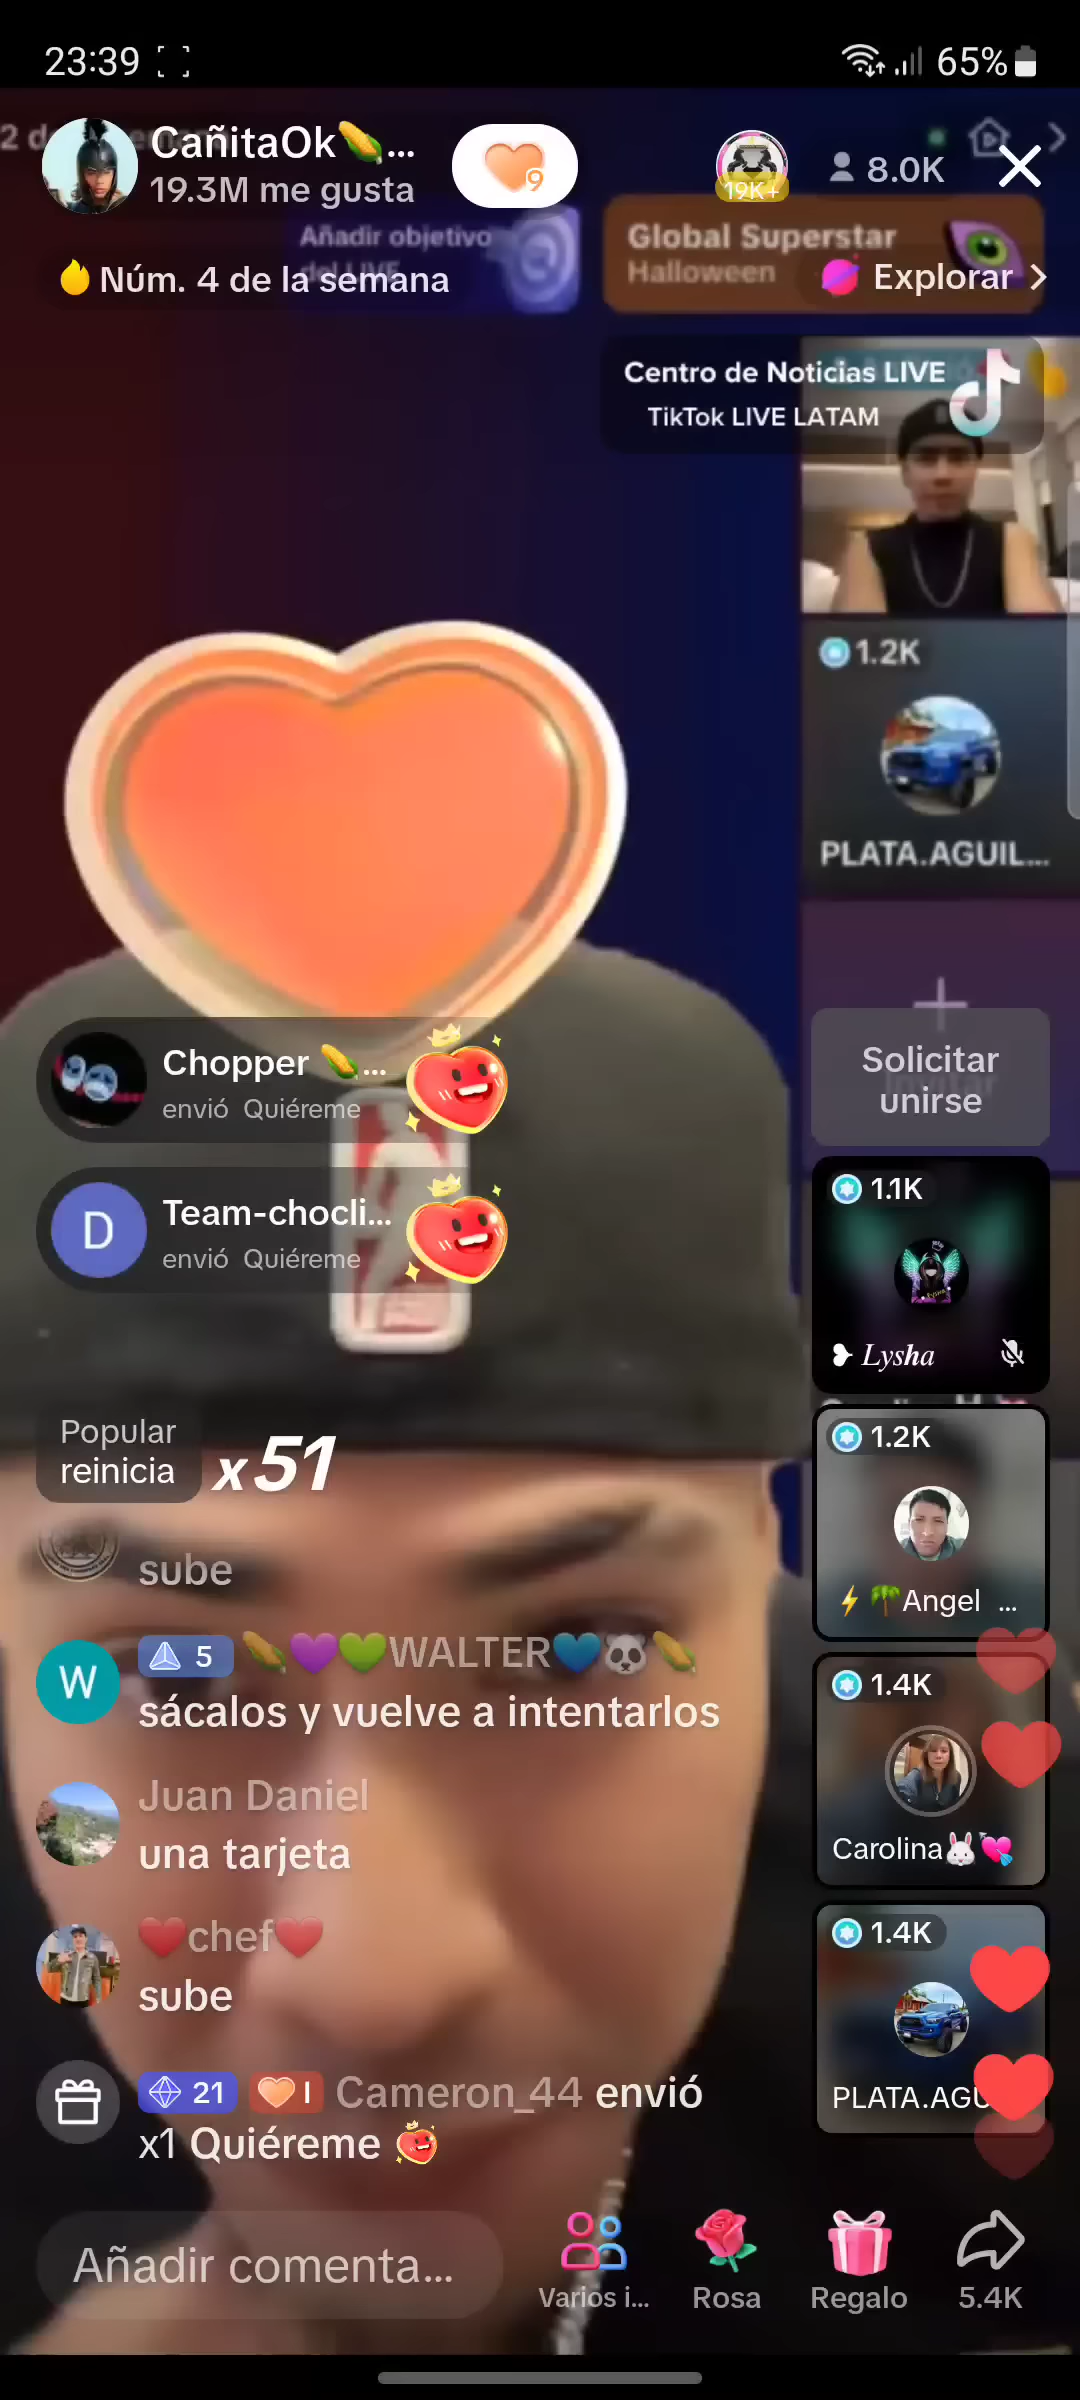 23:39
65%
CañitaOk🌽...
19.3M me gusta
19K+
8.0K
Añadir objetivo
del LIVE
Global Superstar
Halloween
Núm. 4 de la semana
Explorar
Centro de Noticias LIVE
TikTok LIVE LATAM
1.2K
PLATA.AGUIL...
Solicitar
unirse
Chopper 🌽...
envió Quiéreme
D
Team-chocli...
envió Quiéreme
1.1K
Lysha
Popular
reinicia
x51
1.2K
⚡🌴Angel ...
sube
W
5 🌽💜💚WALTER💙🐼🌽
sácalos y vuelve a intentarlos
1.4K
Carolina🐰💘
Juan Daniel
una tarjeta
❤️chef❤️
sube
1.4K
PLATA.AGU
21 I Cameron_44 envió
x1 Quiéreme
Añadir comenta...
Varios i...
Rosa
Regalo
5.4K